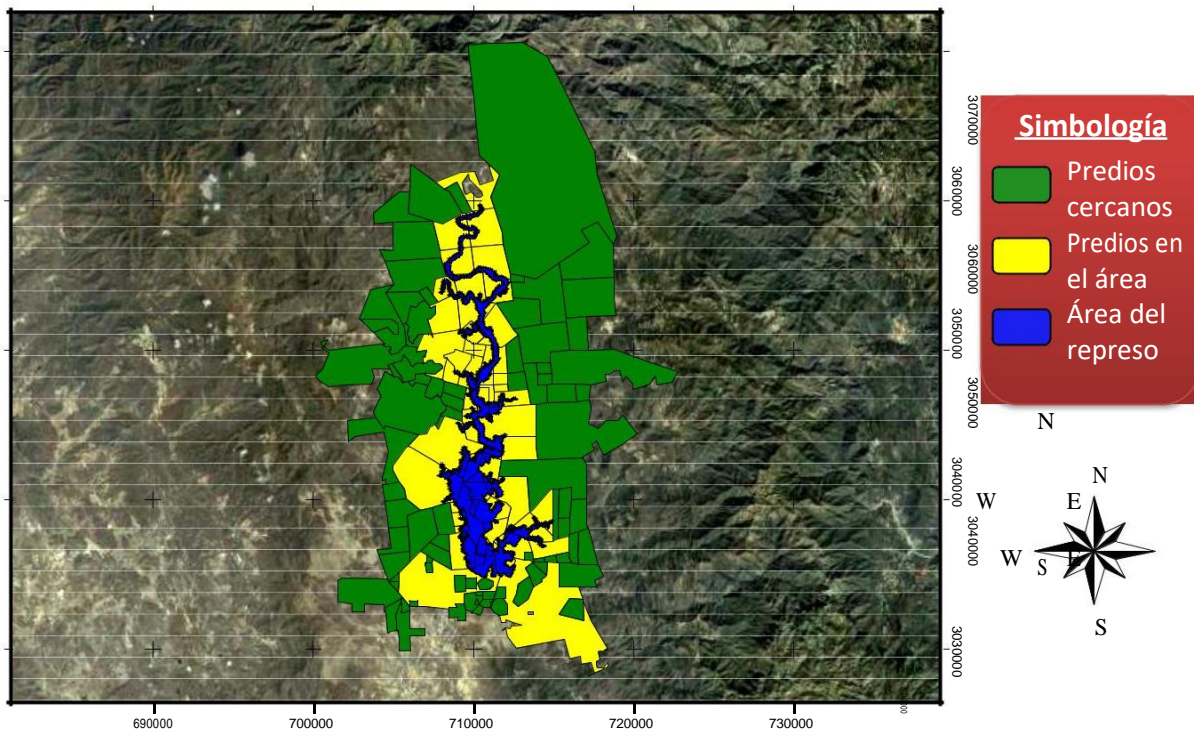 Simbología
Predios
cercanos
Predios en
el área
Área del
represo
3070000
3060000
3060000
3050000
3050000
3040000
3040000
3030000
N
N
W
E
W
S
E
S
690000
700000
710000
720000
730000